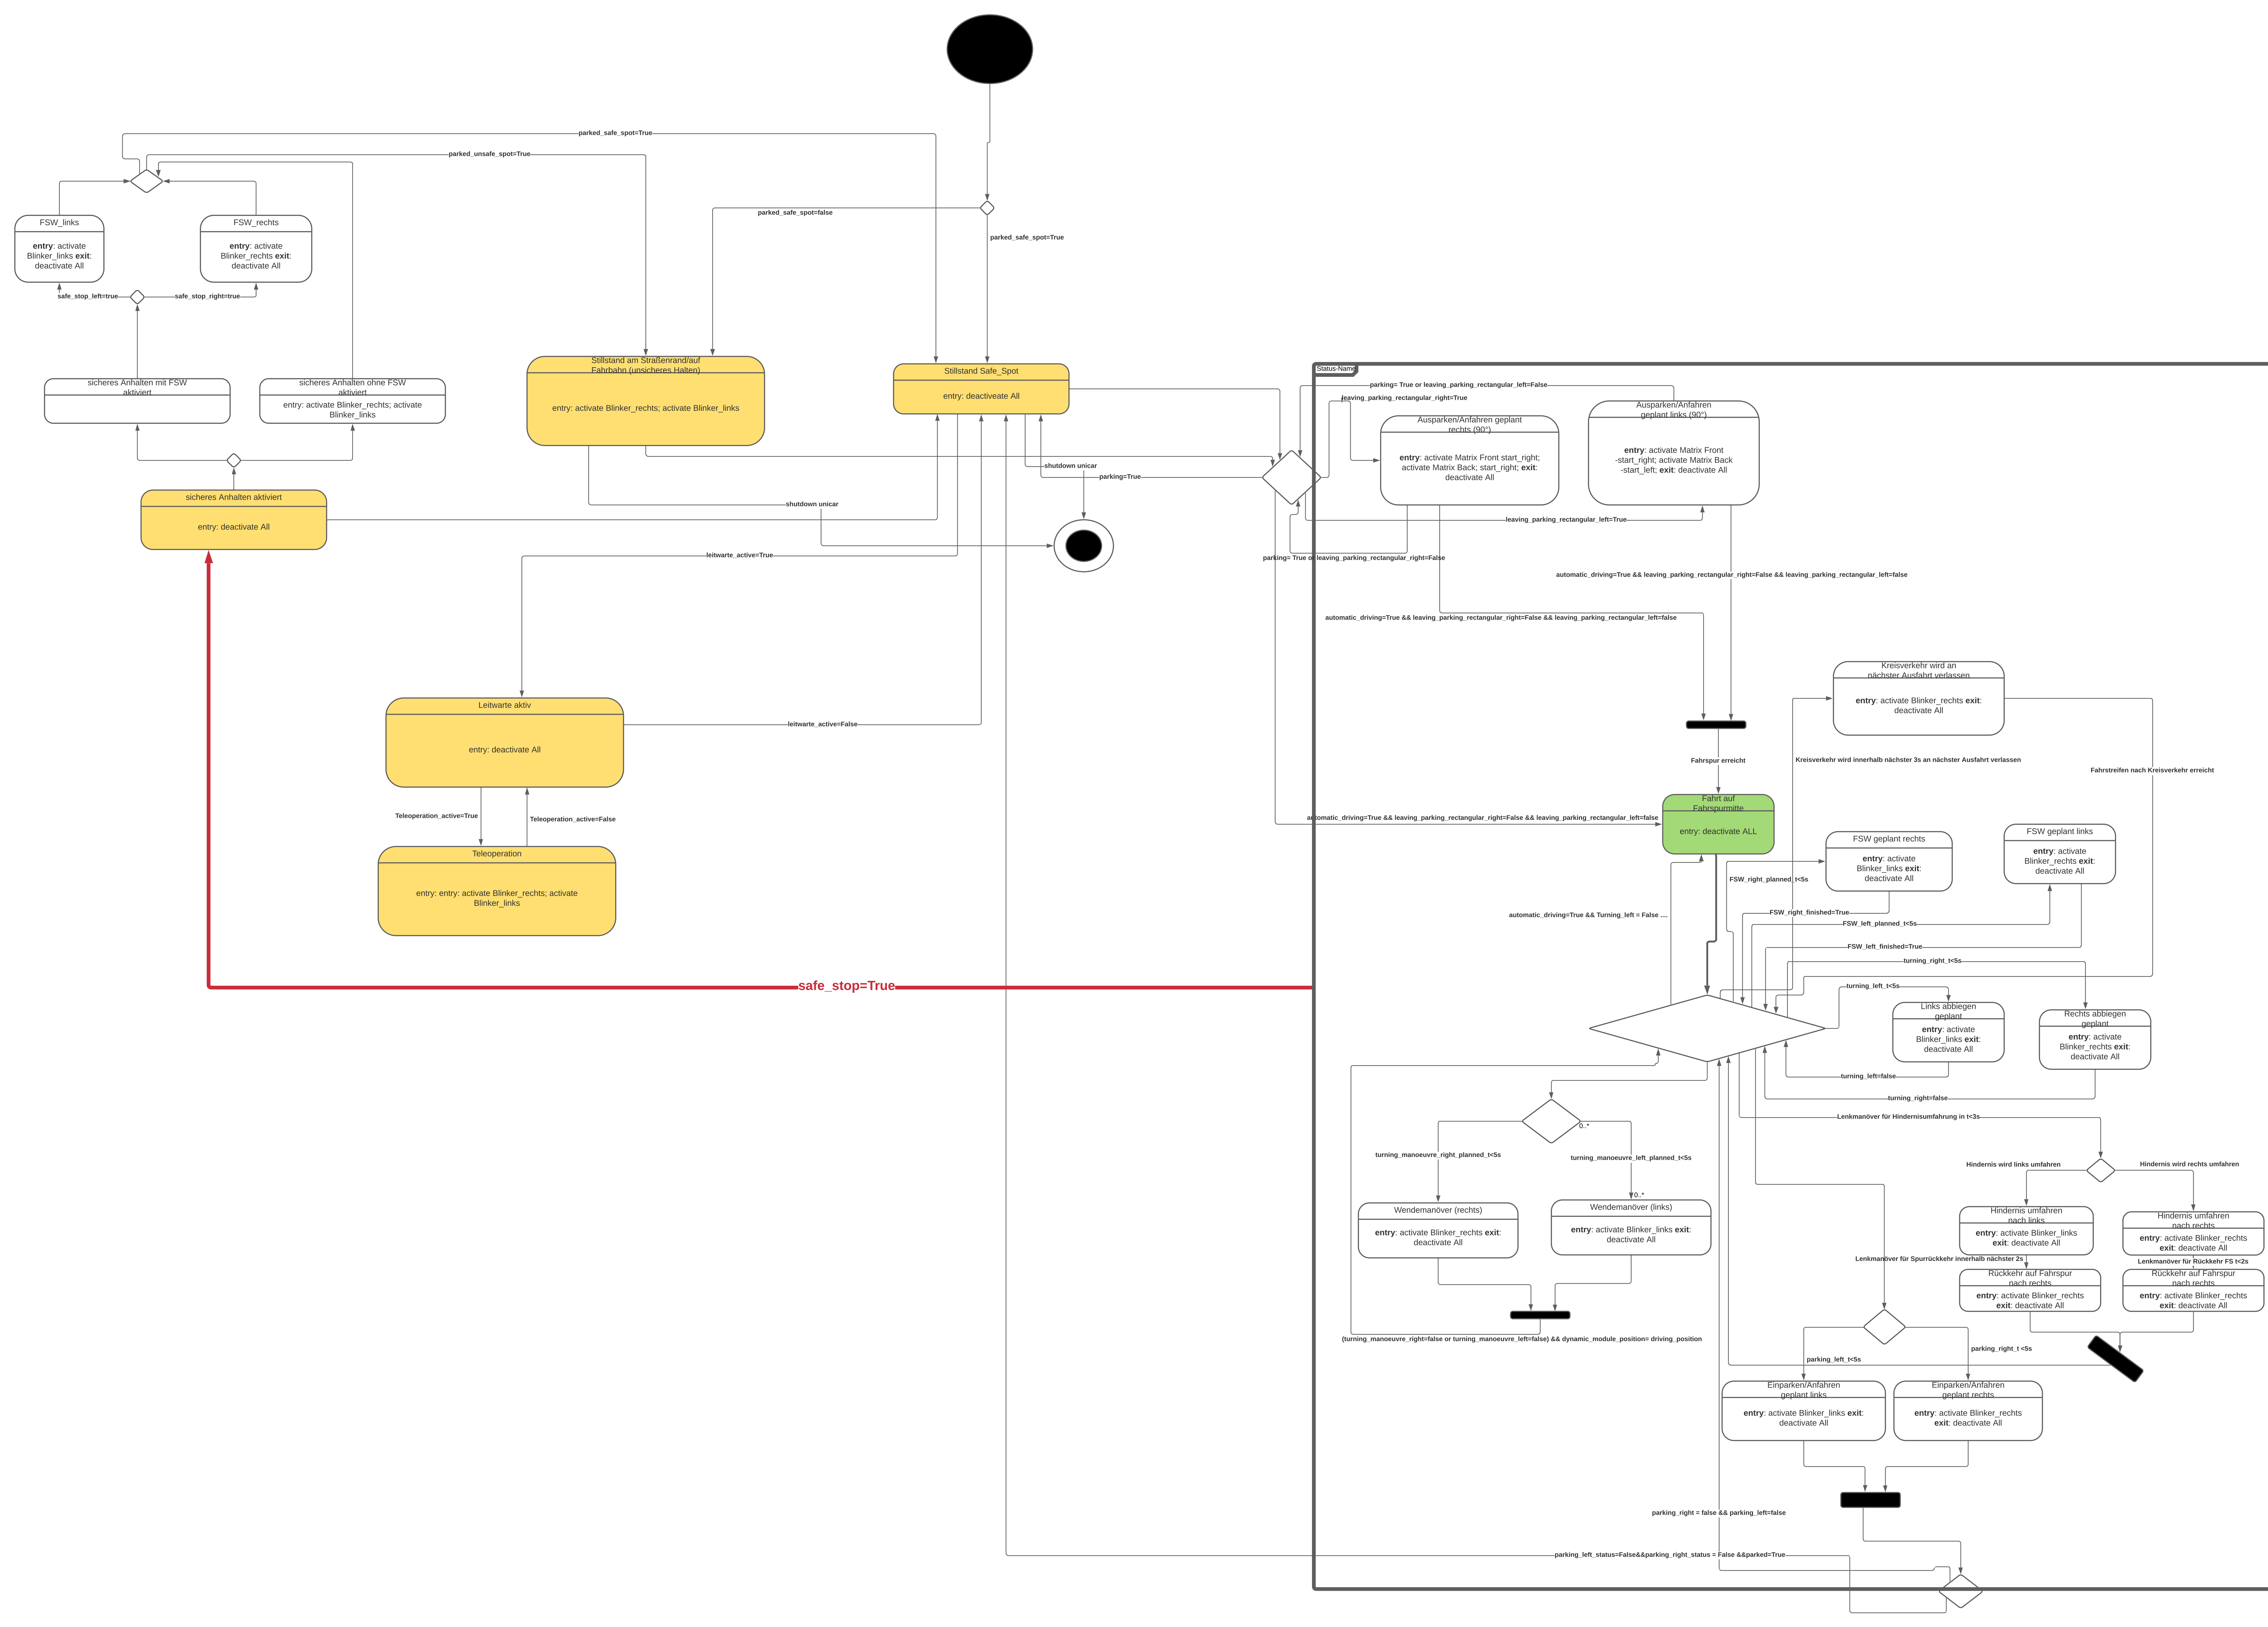 parked_safe_spot=True
parked_unsafe_spot=True
FSW_links
entry: activate
Blinker_links exit:
deactivate All
FSW_rechts
entry: activate
Blinker_rechts exit:
deactivate All
parked_safe_spot=false
parked_safe_spot=True
safe_stop_left=true
safe_stop_right=true
sicheres Anhalten mit FSW
aktiviert
sicheres Anhalten ohne FSW
aktiviert
entry: activate Blinker_rechts; activate
Blinker_links
sicheres Anhalten aktiviert
entry: deactivate All
Stillstand am Straßenrand/auf
Fahrbahn (unsicheres Halten)
entry: activate Blinker_rechts; activate Blinker_links
Stillstand Safe_Spot
entry: deactiveate All
shutdown unicar
shutdown unicar
parking=True
leitwarte_active=True
leitwarte_active=False
Leitwarte aktiv
entry: deactivate All
Teleoperation_active=True
Teleoperation_active=False
Teleoperation
entry: entry: activate Blinker_rechts; activate
Blinker_links
safe_stop=True
Status-Name
parking= True or leaving_parking_rectangular_left=False
leaving_parking_rectangular_right=True
Ausparken/Anfahren geplant
rechts (90°)
entry: activate Matrix Front start_right;
activate Matrix Back; start_right; exit:
deactivate All
Ausparken/Anfahren
geplant links (90°)
entry: activate Matrix Front
-start_right; activate Matrix Back
-start_left; exit: deactivate All
leaving_parking_rectangular_left=True
parking= True or leaving_parking_rectangular_right=False
automatic_driving=True && leaving_parking_rectangular_right=False && leaving_parking_rectangular_left=false
automatic_driving=True && leaving_parking_rectangular_right=False && leaving_parking_rectangular_left=false
Kreisverkehr wird an
nächster Ausfahrt verlassen
entry: activate Blinker_rechts exit:
deactivate All
Fahrspur erreicht
Kreisverkehr wird innerhalb nächster 3s an nächster Ausfahrt verlassen
Fahrstreifen nach Kreisverkehr erreicht
automatic_driving=True && leaving_parking_rectangular_right=False && leaving_parking_rectangular_left=false
Fahrt auf
Fahrspurmitte
entry: deactivate ALL
FSW geplant rechts
entry: activate
Blinker_links exit:
deactivate All
FSW geplant links
entry: activate
Blinker_rechts exit:
deactivate All
FSW_right_planned_t<5s
automatic_driving=True && Turning_left = False ....
FSW_right_finished=True
FSW_left_planned_t<5s
FSW_left_finished=True
turning_right_t<5s
turning_left_t<5s
Links abbiegen
geplant
entry: activate
Blinker_links exit:
deactivate All
Rechts abbiegen
geplant
entry: activate
Blinker_rechts exit:
deactivate All
turning_left=false
turning_right=false
Lenkmanöver für Hindernisumfahrung in t<3s
0..*
turning_manoeuvre_right_planned_t<5s
turning_manoeuvre_left_planned_t<5s
0..*
Wendemanöver (rechts)
entry: activate Blinker_rechts exit:
deactivate All
Wendemanöver (links)
entry: activate Blinker_links exit:
deactivate All
(turning_manoeuvre_right=false or turning_manoeuvre_left=false) && dynamic_module_position= driving_position
Hindernis wird links umfahren
Hindernis wird rechts umfahren
Hindernis umfahren
nach links
entry: activate Blinker_links
exit: deactivate All
Hindernis umfahren
nach rechts
entry: activate Blinker_rechts
exit: deactivate All
Lenkmanöver für Spurrückkehr innerhalb nächster 2s
Lenkmanöver für Rückkehr FS t<2s
Rückkehr auf Fahrspur
nach rechts
entry: activate Blinker_rechts
exit: deactivate All
Rückkehr auf Fahrspur
nach rechts
entry: activate Blinker_rechts
exit: deactivate All
parking_left_t<5s
parking_right_t <5s
Einparken/Anfahren
geplant links
entry: activate Blinker_links exit:
deactivate All
Einparken/Anfahren
geplant rechts
entry: activate Blinker_rechts
exit: deactivate All
parking_right = false && parking_left=false
parking_left_status=False&&parking_right_status = False &&parked=True